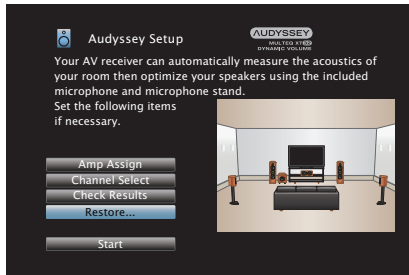 Audyssey Setup
AUDYSSEY
MULTEQ XT32
DYNAMIC VOLUME
Your AV receiver can automatically measure the acoustics of
your room then optimize your speakers using the included
microphone and microphone stand.
Set the following items
if necessary.
Amp Assign
Channel Select
Check Results
Restore...
Start